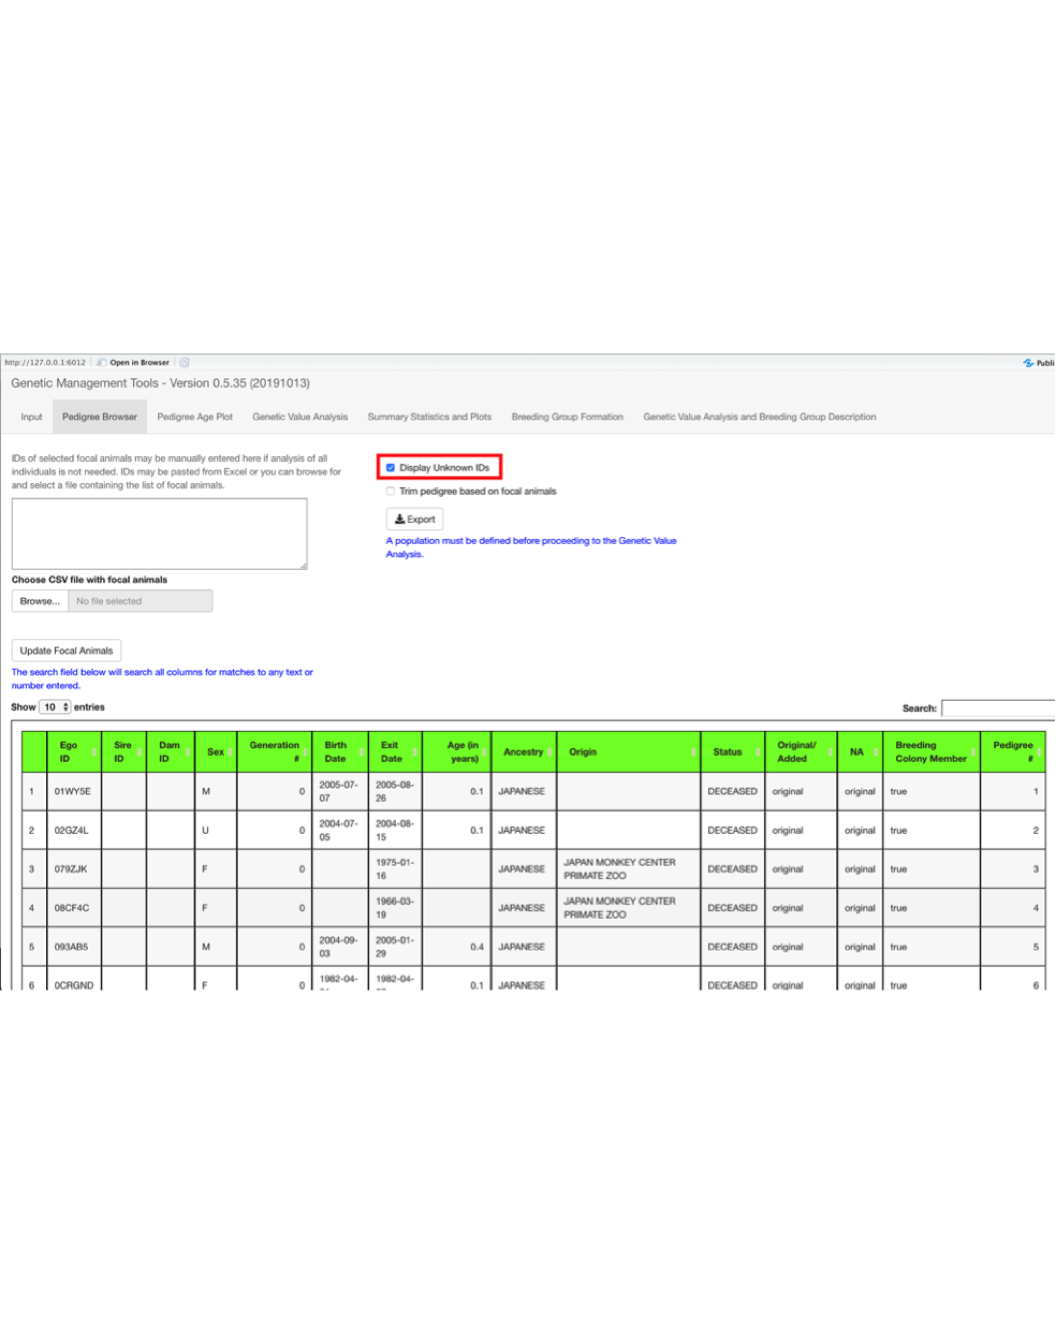 http://127.0.0.1:6012 Open in Browser Publi
Genetic Management Tools - Version 0.5.35 (20191013)
Input Pedigree Browser Pedigree Age Plot Genetic Value Analysis Summary Statistics and Plots Breeding Group Formation Genetic Value Analysis and Breeding Group Description
IDs of selected focal animals may be manually entered here if analysis of all
individuals is not needed. IDs may be pasted from Excel or you can browse for
and select a file containing the list of focal animals.
Display Unknown IDs
Trim pedigree based on focal animals
Export
A population must be defined before proceeding to the Genetic Value
Analysis.
Choose CSV file with focal animals
Browse... No file selected
Update Focal Animals
The search field below will search all columns for matches to any text or
number entered.
Show 10 entries Search:
Ego ID Sire ID Dam ID Sex Generation # Birth Date Exit Date Age (in years) Ancestry Origin Status Original/ Added NA Breeding Colony Member Pedigree #
1 01WY5E M 0 2005-07-07 2005-08-26 0.1 JAPANESE DECEASED original original true 1
2 02GZ4L U 0 2004-07-05 2004-08-15 0.1 JAPANESE DECEASED original original true 2
3 079ZJK F 0 1975-01-16 JAPANESE JAPAN MONKEY CENTER PRIMATE ZOO DECEASED original original true 3
4 08CF4C F 0 1966-03-19 JAPANESE JAPAN MONKEY CENTER PRIMATE ZOO DECEASED original original true 4
5 093AB5 M 0 2004-09-03 2005-01-29 0.4 JAPANESE DECEASED original original true 5
6 0CRGND F 0 1982-04- 1982-04- 0.1 JAPANESE DECEASED original original true 6